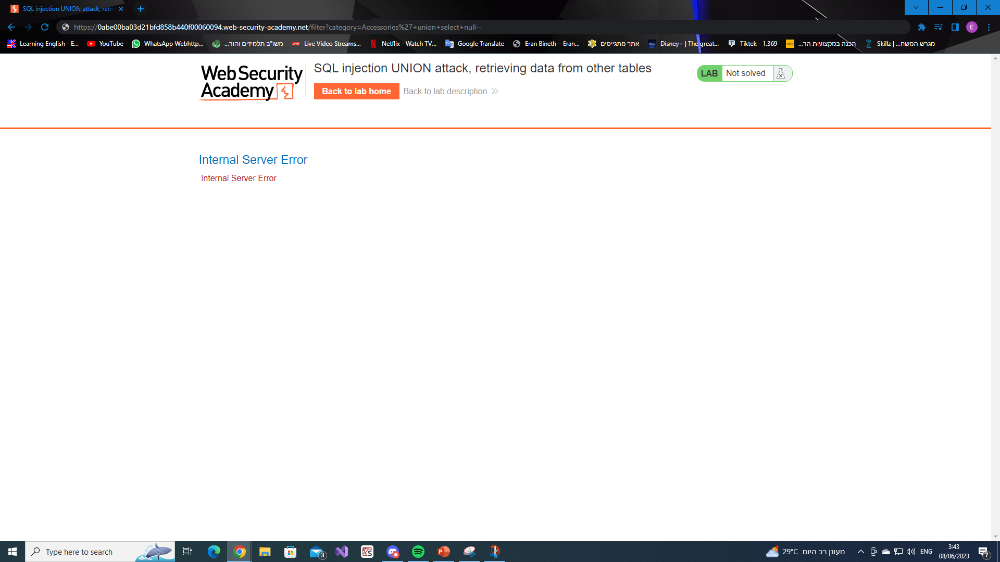 SQL injection UNION attack, retri
https://0abe00ba03d21bfd858b440f00060094.web-security-academy.net/filter?category=Accessories%27+union+select+null--
Learning English - E...
YouTube
WhatsApp Webhttp...
משו"ב תלמידים והור...
LIVE
Live Video Streams...
Netflix - Watch TV...
Google Translate
Eran Bineth – Eran...
אתר מתגייסים
Disney+ | The great...
Tiktek - 1.369
הכנה במקצועות הר...
Skillz | מגרש המשח...
E
Web Security
Academy
SQL injection UNION attack, retrieving data from other tables
Back to lab home
Back to lab description
LAB
Not solved
Internal Server Error
Internal Server Error
Type here to search
3
29°C
מעונן רב היום
ENG
3:43
08/06/2023
7